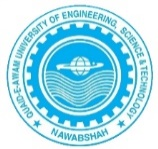 QUAID-E-AWAM UNIVERSITY OF ENGINEERING, SCIENCE & TECHNOLOGY
NAWABSHAH